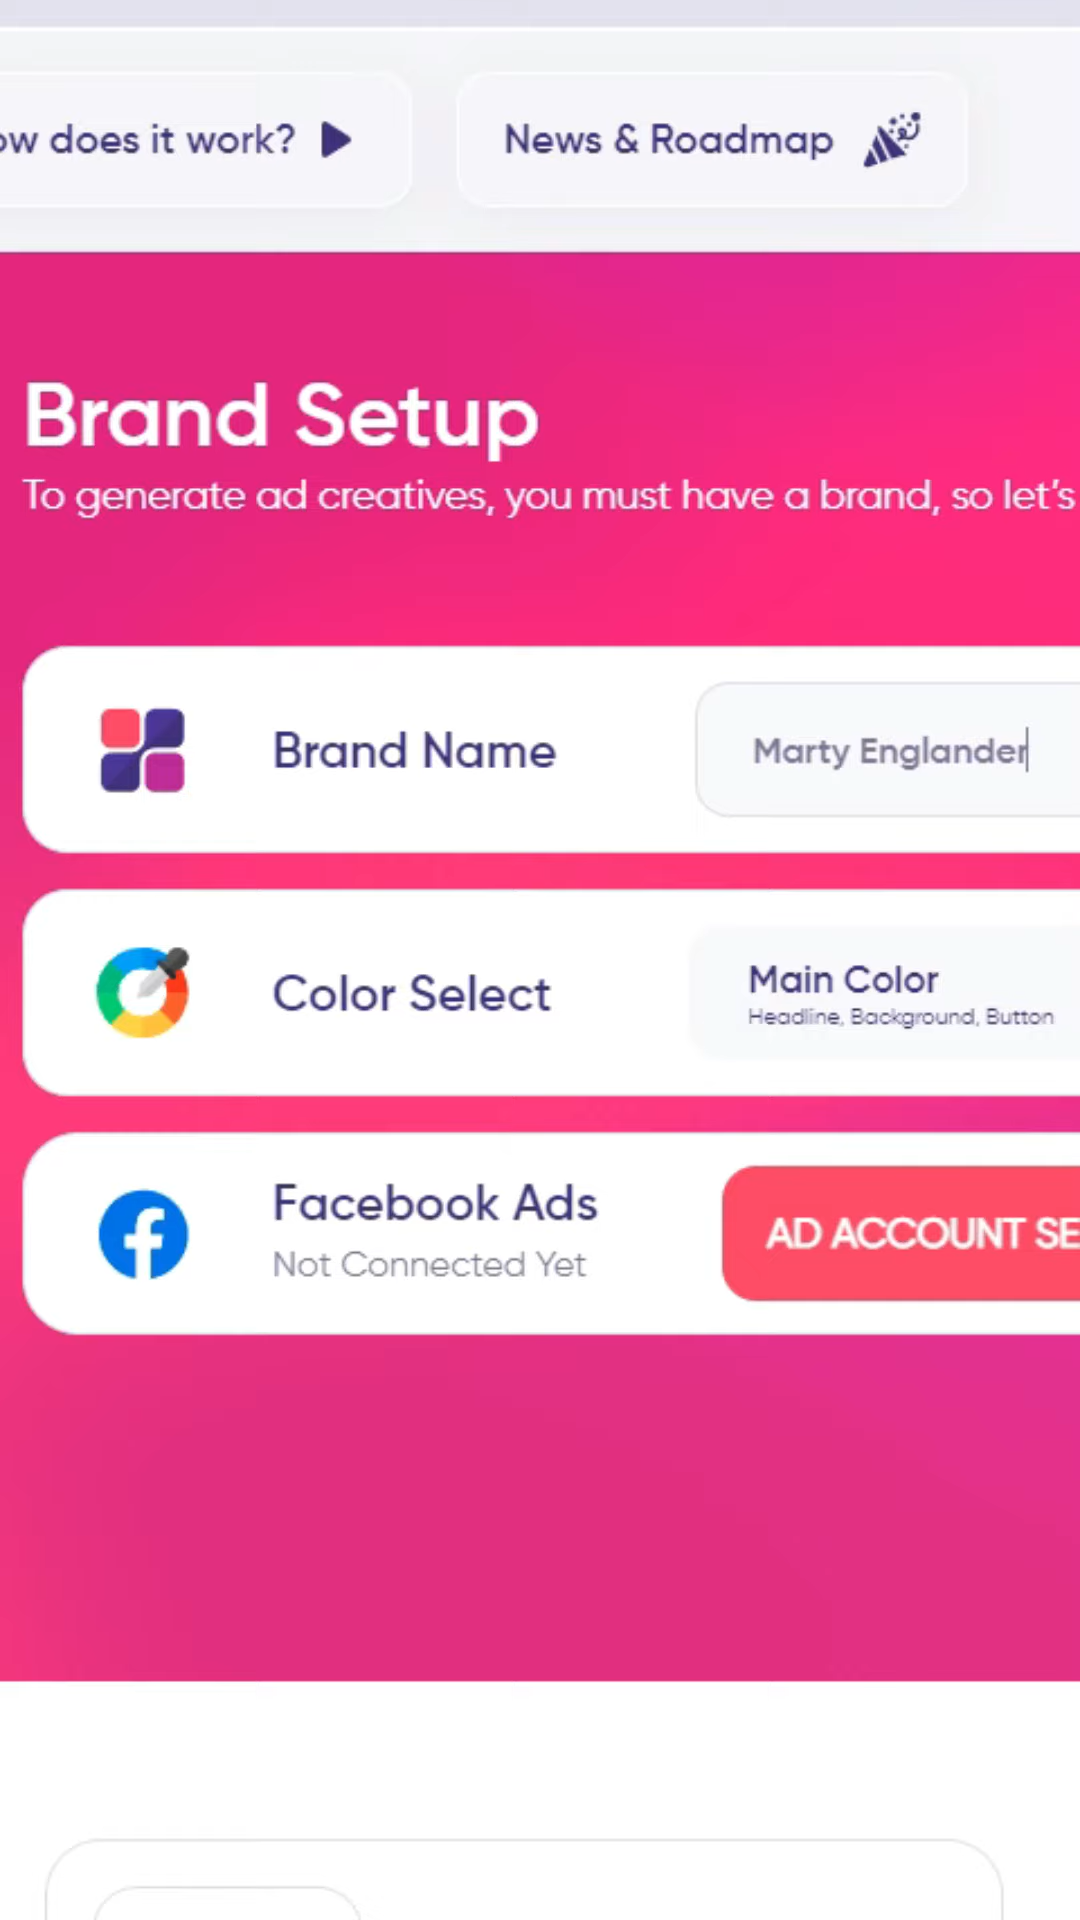 ow does it work?
News & Roadmap
Brand Setup
To generate ad creatives, you must have a brand, so let's
Brand Name
Marty Englander
Color Select
Main Color
Headline, Background, Button
Facebook Ads
Not Connected Yet
AD ACCOUNT SE